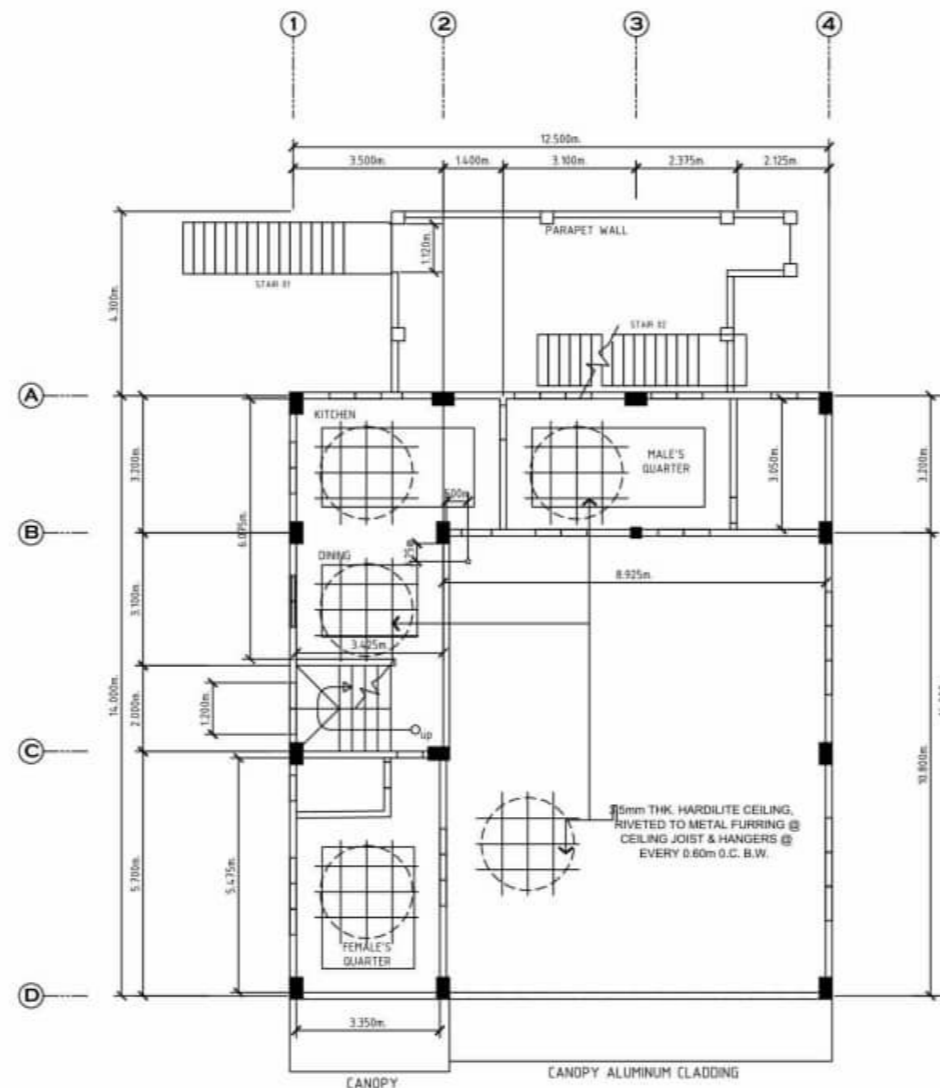 1
2
3
4
12.500m.
3.500m.
1.400m.
3.100m.
2.375m.
2.125m.
PARAPET WALL
1.120m.
STAIR 01
4.300m.
STAIR 02
A
KITCHEN
MALE'S
QUARTER
3.200m.
3.050m.
3.200m.
B
6.075m.
DINING
8.925m.
3.100m.
3.425m.
14.000m.
2.000m.
1.200m.
up
C
10.800m.
THK. HARDILITE CEILING,
RIVETED TO METAL FURRING @
CEILING JOIST & HANGERS @
EVERY 0.60m O.C. B.W.
5.700m.
5.475m.
FEMALE'S
QUARTER
D
3.350m.
CANOPY
CANOPY ALUMINUM CLADDING